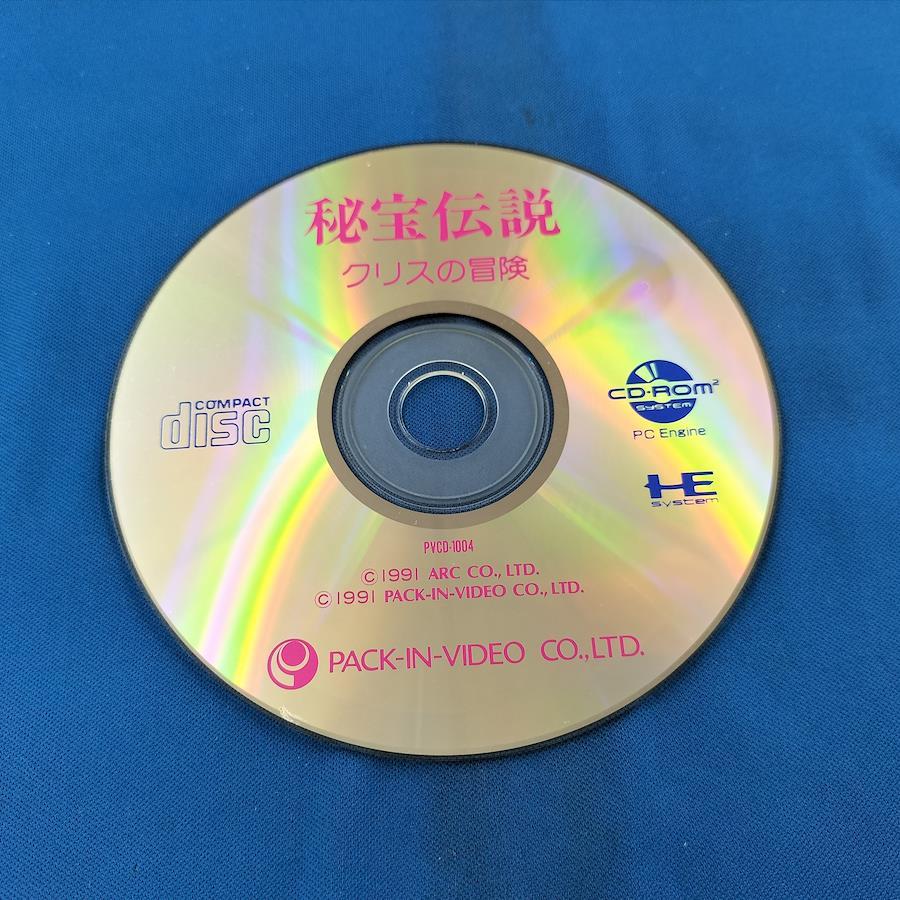 秘宝伝説
クリスの冒険
COMPACT
disc
CD-ROM²
SYSTEM
PC Engine
HE
system
PVCD-1004
©1991 ARC CO., LTD.
©1991 PACK-IN-VIDEO CO., LTD.
PACK-IN-VIDEO CO.,LTD.